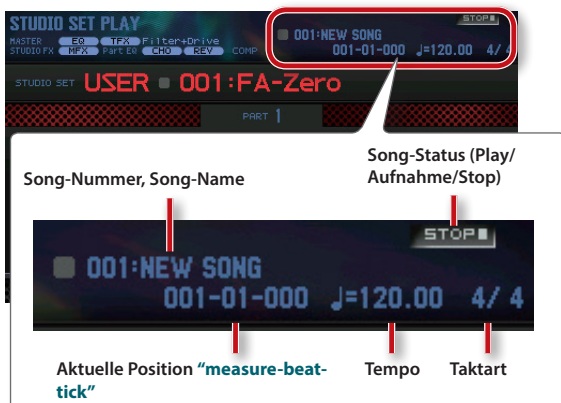 STUDIO SET PLAY
MASTER EQ TFX Filter+Drive
STUDIO FX MFX Part EQ CHO REV COMP
STOP
001:NEW SONG
001-01-000 ♩=120.00 4/ 4
STUDIO SET USER 001:FA-Zero
PART 1
Song-Nummer, Song-Name
Song-Status (Play/
Aufnahme/Stop)
STOP
001:NEW SONG
001-01-000 ♩=120.00 4/ 4
Aktuelle Position “measure-beat-
tick”
Tempo
Taktart